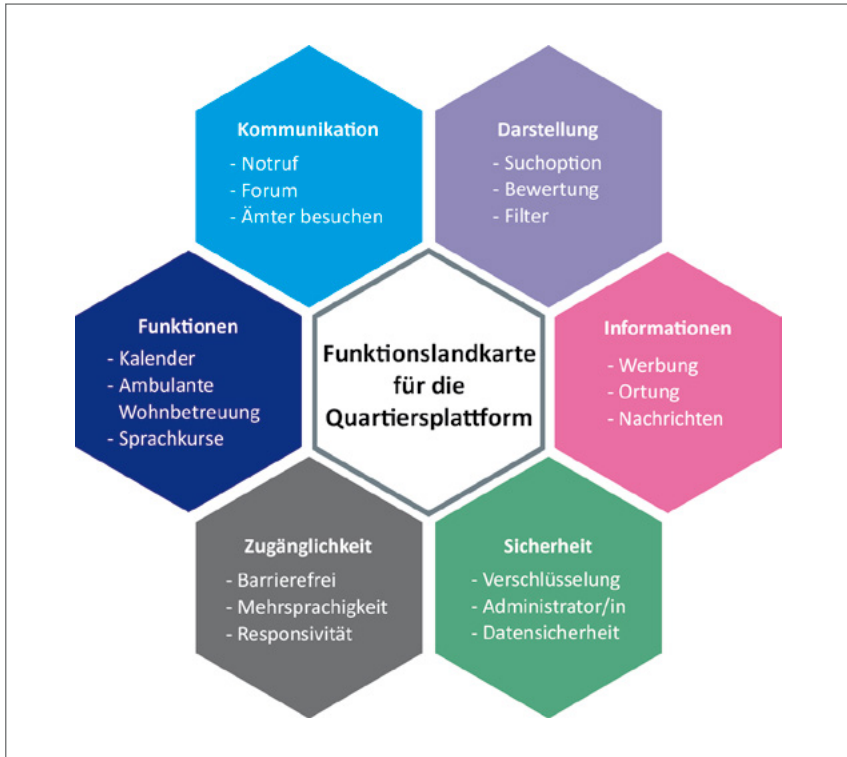 Kommunikation
- Notruf
- Forum
- Ämter besuchen
Darstellung
- Suchoption
- Bewertung
- Filter
Funktionen
- Kalender
- Ambulante
Wohnbetreuung
- Sprachkurse
Funktionslandkarte
für die
Quartiersplattform
Informationen
- Werbung
- Ortung
- Nachrichten
Zugänglichkeit
- Barrierefrei
- Mehrsprachigkeit
- Responsivität
Sicherheit
- Verschlüsselung
- Administrator/in
- Datensicherheit